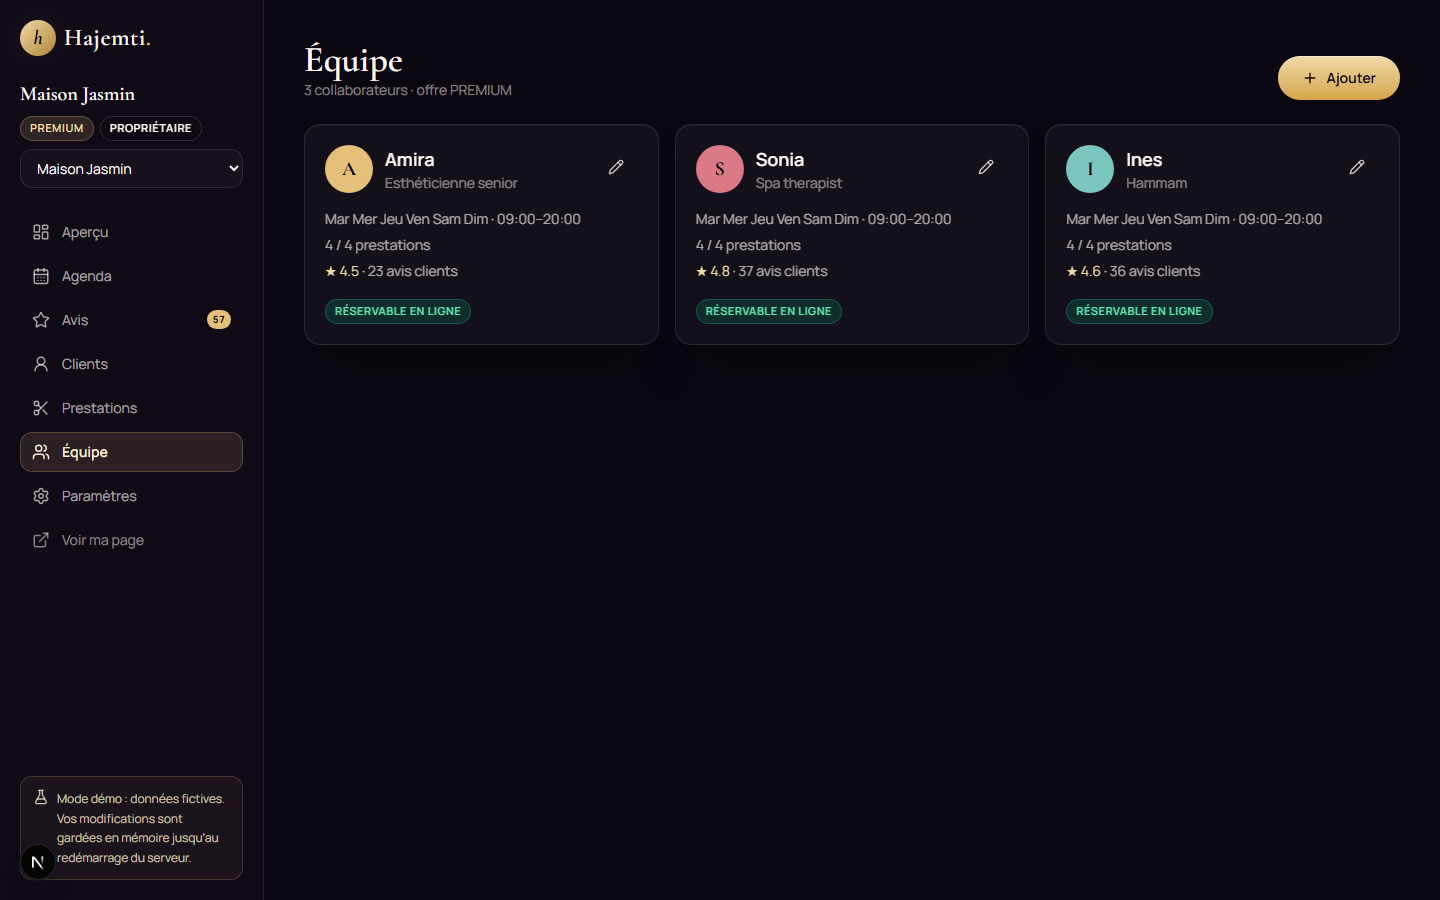 h Hajemti.
Maison Jasmin
PREMIUM PROPRIÉTAIRE
Maison Jasmin
Aperçu
Agenda
Avis 57
Clients
Prestations
Équipe
Paramètres
Voir ma page
Mode démo : données fictives.
Vos modifications sont
gardées en mémoire jusqu'au
redémarrage du serveur.
N
Équipe
3 collaborateurs · offre PREMIUM
+ Ajouter
A Amira
Esthéticienne senior
Mar Mer Jeu Ven Sam Dim · 09:00–20:00
4 / 4 prestations
★ 4.5 · 23 avis clients
RÉSERVABLE EN LIGNE
S Sonia
Spa therapist
Mar Mer Jeu Ven Sam Dim · 09:00–20:00
4 / 4 prestations
★ 4.8 · 37 avis clients
RÉSERVABLE EN LIGNE
I Ines
Hammam
Mar Mer Jeu Ven Sam Dim · 09:00–20:00
4 / 4 prestations
★ 4.6 · 36 avis clients
RÉSERVABLE EN LIGNE